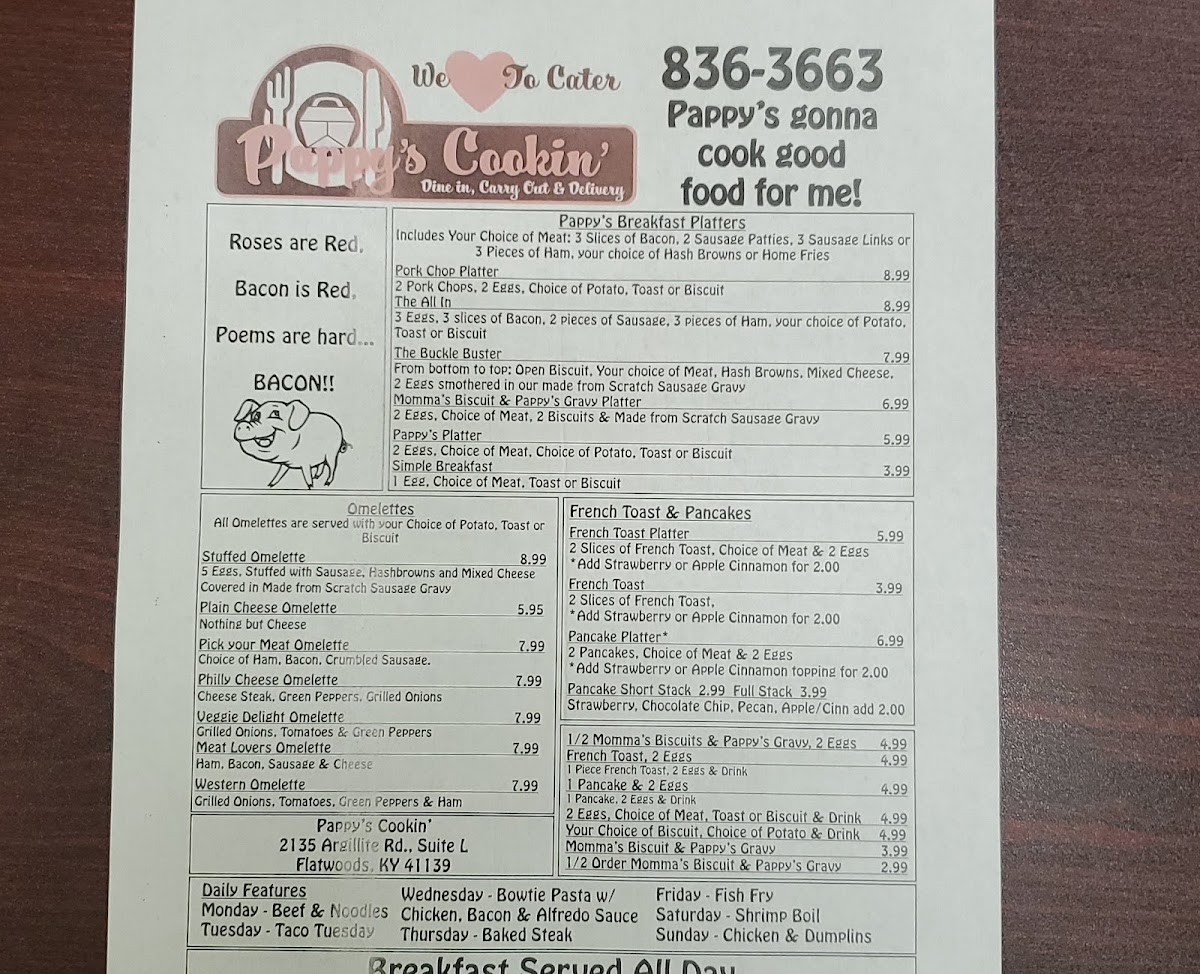 We To Cater
Pappy's Cookin'
Dine in, Carry Out & Delivery
836-3663
Pappy's gonna
cook good
food for me!
Roses are Red,
Bacon is Red,
Poems are hard...
BACON!!
Pappy's Breakfast Platters
Includes Your Choice of Meat: 3 Slices of Bacon, 2 Sausage Patties, 3 Sausage Links or
3 Pieces of Ham, your choice of Hash Browns or Home Fries
Pork Chop Platter 8.99
2 Pork Chops, 2 Eggs, Choice of Potato, Toast or Biscuit
The All In 8.99
3 Eggs, 3 slices of Bacon, 2 pieces of Sausage, 3 pieces of Ham, your choice of Potato,
Toast or Biscuit
The Buckle Buster 7.99
From bottom to top: Open Biscuit, Your choice of Meat, Hash Browns, Mixed Cheese,
2 Eggs smothered in our made from Scratch Sausage Gravy
Momma's Biscuit & Pappy's Gravy Platter 6.99
2 Eggs, Choice of Meat, 2 Biscuits & Made from Scratch Sausage Gravy
Pappy's Platter 5.99
2 Eggs, Choice of Meat, Choice of Potato, Toast or Biscuit
Simple Breakfast 3.99
1 Egg, Choice of Meat, Toast or Biscuit
Omelettes
All Omelettes are served with your Choice of Potato, Toast or
Biscuit
Stuffed Omelette 8.99
5 Eggs, Stuffed with Sausage, Hashbrowns and Mixed Cheese
Covered in Made from Scratch Sausage Gravy
Plain Cheese Omelette 5.95
Nothing but Cheese
Pick your Meat Omelette 7.99
Choice of Ham, Bacon, Crumbled Sausage.
Philly Cheese Omelette 7.99
Cheese Steak, Green Peppers, Grilled Onions
Veggie Delight Omelette 7.99
Grilled Onions, Tomatoes & Green Peppers
Meat Lovers Omelette 7.99
Ham, Bacon, Sausage & Cheese
Western Omelette 7.99
Grilled Onions, Tomatoes, Green Peppers & Ham
Pappy's Cookin'
2135 Argillite Rd., Suite L
Flatwoods, KY 41139
French Toast & Pancakes
French Toast Platter 5.99
2 Slices of French Toast, Choice of Meat & 2 Eggs
*Add Strawberry or Apple Cinnamon for 2.00
French Toast 3.99
2 Slices of French Toast,
*Add Strawberry or Apple Cinnamon for 2.00
Pancake Platter* 6.99
2 Pancakes, Choice of Meat & 2 Eggs
*Add Strawberry or Apple Cinnamon topping for 2.00
Pancake Short Stack 2.99 Full Stack 3.99
Strawberry, Chocolate Chip, Pecan, Apple/Cinn add 2.00
1/2 Momma's Biscuits & Pappy's Gravy, 2 Eggs 4.99
French Toast, 2 Eggs 4.99
1 Piece French Toast, 2 Eggs & Drink
1 Pancake & 2 Eggs 4.99
1 Pancake, 2 Eggs & Drink
2 Eggs, Choice of Meat, Toast or Biscuit & Drink 4.99
Your Choice of Biscuit, Choice of Potato & Drink 4.99
Momma's Biscuit & Pappy's Gravy 3.99
1/2 Order Momma's Biscuit & Pappy's Gravy 2.99
Daily Features
Monday - Beef & Noodles
Tuesday - Taco Tuesday
Wednesday - Bowtie Pasta w/
Chicken, Bacon & Alfredo Sauce
Thursday - Baked Steak
Friday - Fish Fry
Saturday - Shrimp Boil
Sunday - Chicken & Dumplins
Breakfast Served All Day